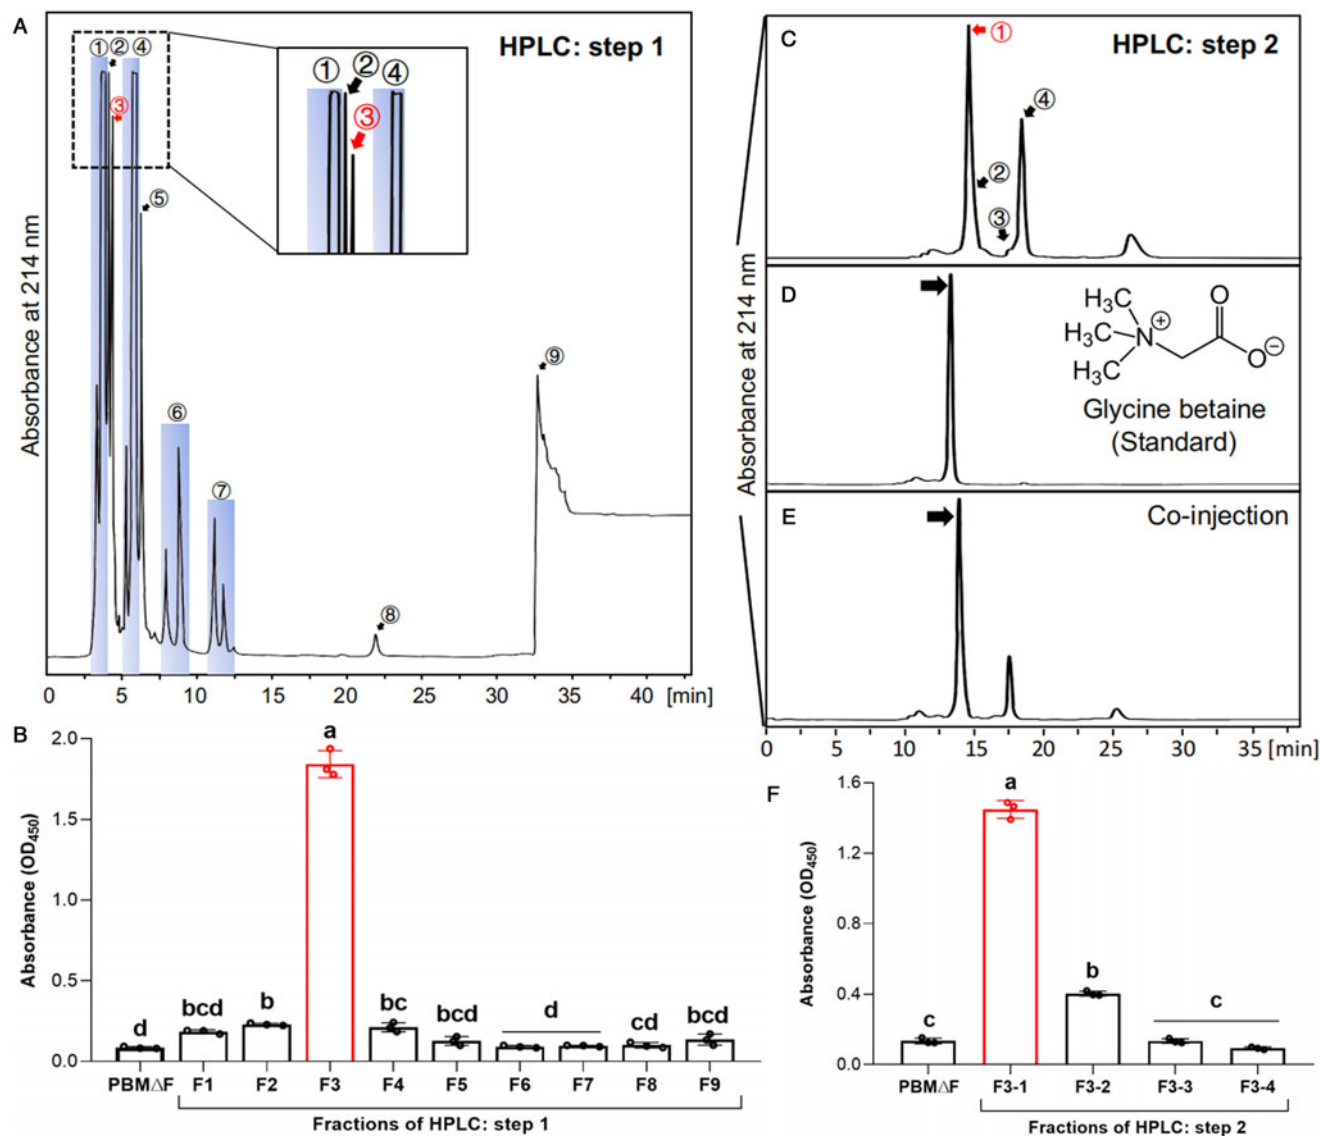 A
HPLC: step 1
① ② ④
③
① ② ④
③
⑤
⑥
⑦
⑧
⑨
Absorbance at 214 nm
0 5 10 15 20 25 30 35 40 [min]
B
Absorbance (OD450)
2.0
1.5
1.0
0.5
0.0
a
d
bcd
b
bc
bcd
d
cd
bcd
PBMΔF F1 F2 F3 F4 F5 F6 F7 F8 F9
Fractions of HPLC: step 1
C
HPLC: step 2
①
④
②
③
Absorbance at 214 nm
D
H3C
H3C
H3C
N
⊕
O
O
⊖
Glycine betaine
(Standard)
E
Co-injection
0 5 10 15 20 25 30 35 [min]
F
Absorbance (OD450)
1.6
1.2
0.8
0.4
0.0
a
b
c
c
PBMΔF F3-1 F3-2 F3-3 F3-4
Fractions of HPLC: step 2